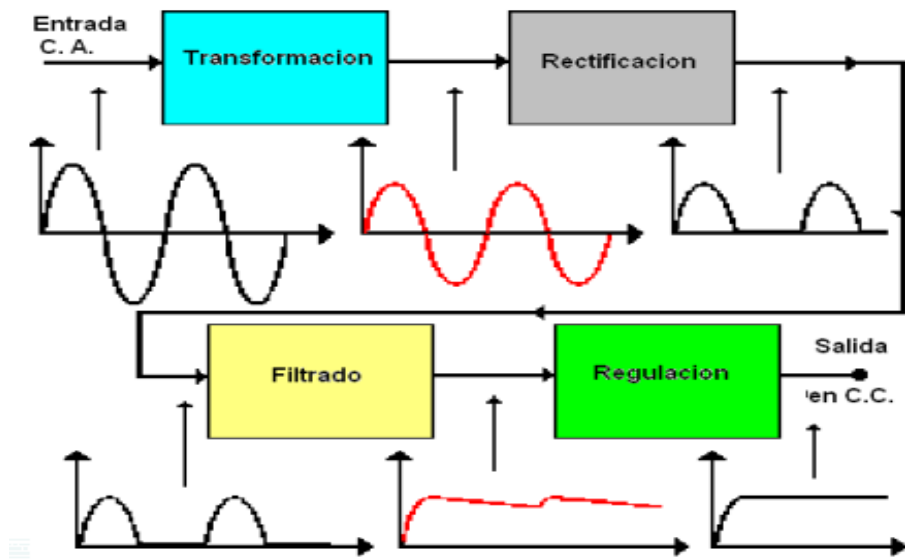 Entrada
C. A.
Transformacion
Rectificacion
Filtrado
Regulacion
Salida
en C.C.